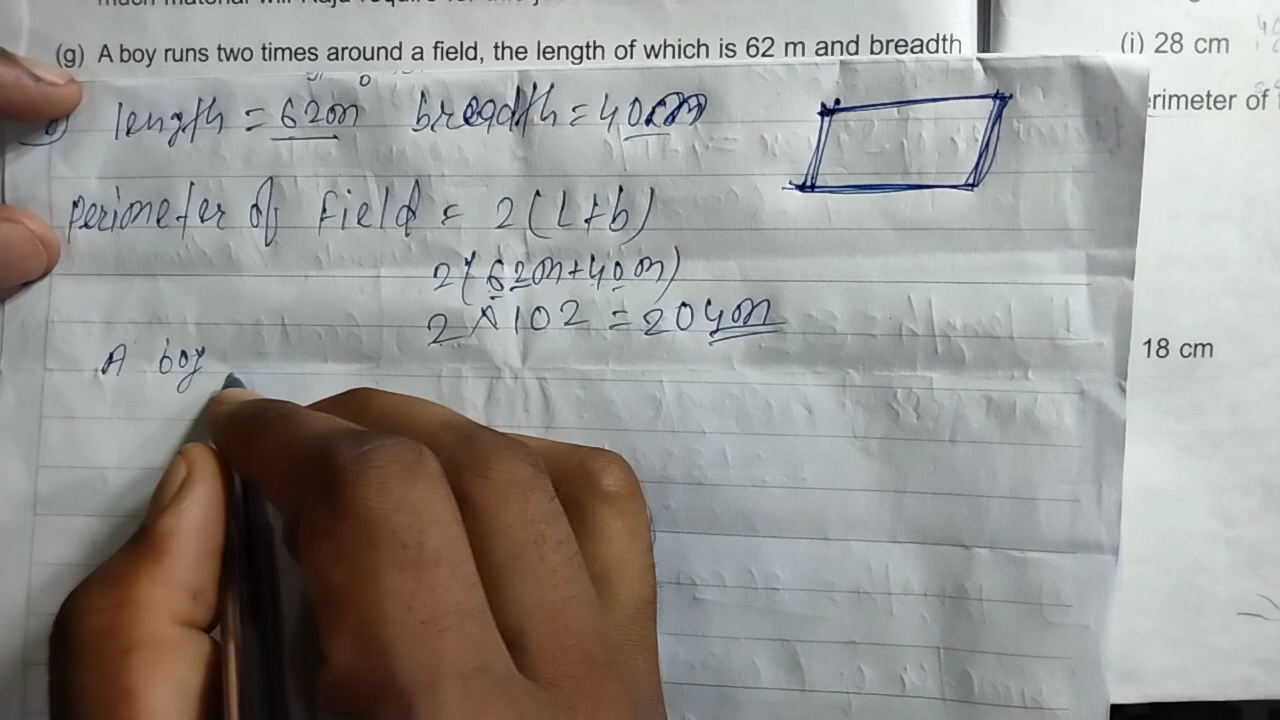 (g) A boy runs two times around a field, the length of which is 62 m and breadth
(i) 28 cm
length = 62m breadth = 40m
rimeter of
Perimeter of field = 2(l+b)
2(62m+40m)
2 × 102 = 204m
18 cm
A boy